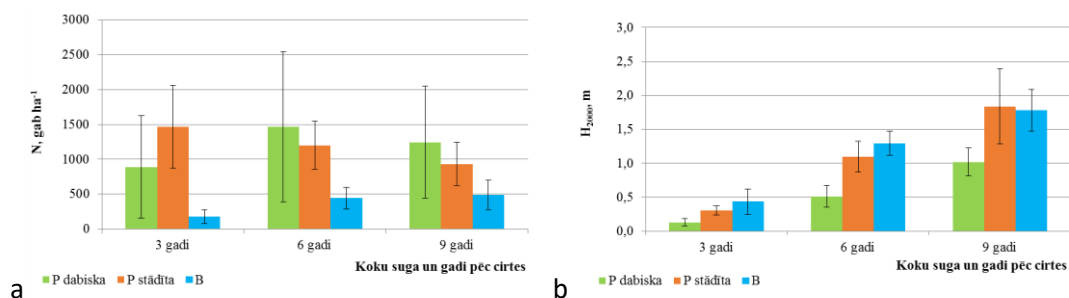 3000
2500
2000
1500
1000
500
0
N, gab ha⁻¹
3 gadi
6 gadi
9 gadi
Koku suga un gadi pēc cirtes
P dabiska
P stādīta
B
a
3,0
2,5
2,0
1,5
1,0
0,5
0,0
H₂₀₀₀, m
3 gadi
6 gadi
9 gadi
Koku suga un gadi pēc cirtes
P dabiska
P stādīta
B
b